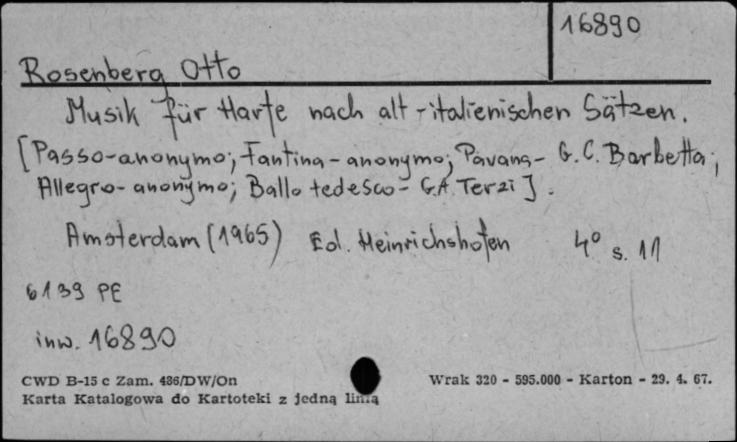 16890
Rosenberg Otto
Musik für Harfe nach alt-italienischen Sätzen.
[Passo-anonymo; Fantina-anonymo; Pavana- G.C. Barbetta;
Allegro-anonymo; Ballo tedesco- G.A. Terzi].
Amsterdam (1965) Ed. Heinrichshofen 4° s. 11
6139 PE
inw. 16890
CWD B-15 c Zam. 486/DW/On Wrak 320 - 595.000 - Karton - 29. 4. 67.
Karta Katalogowa do Kartoteki z jedną linią